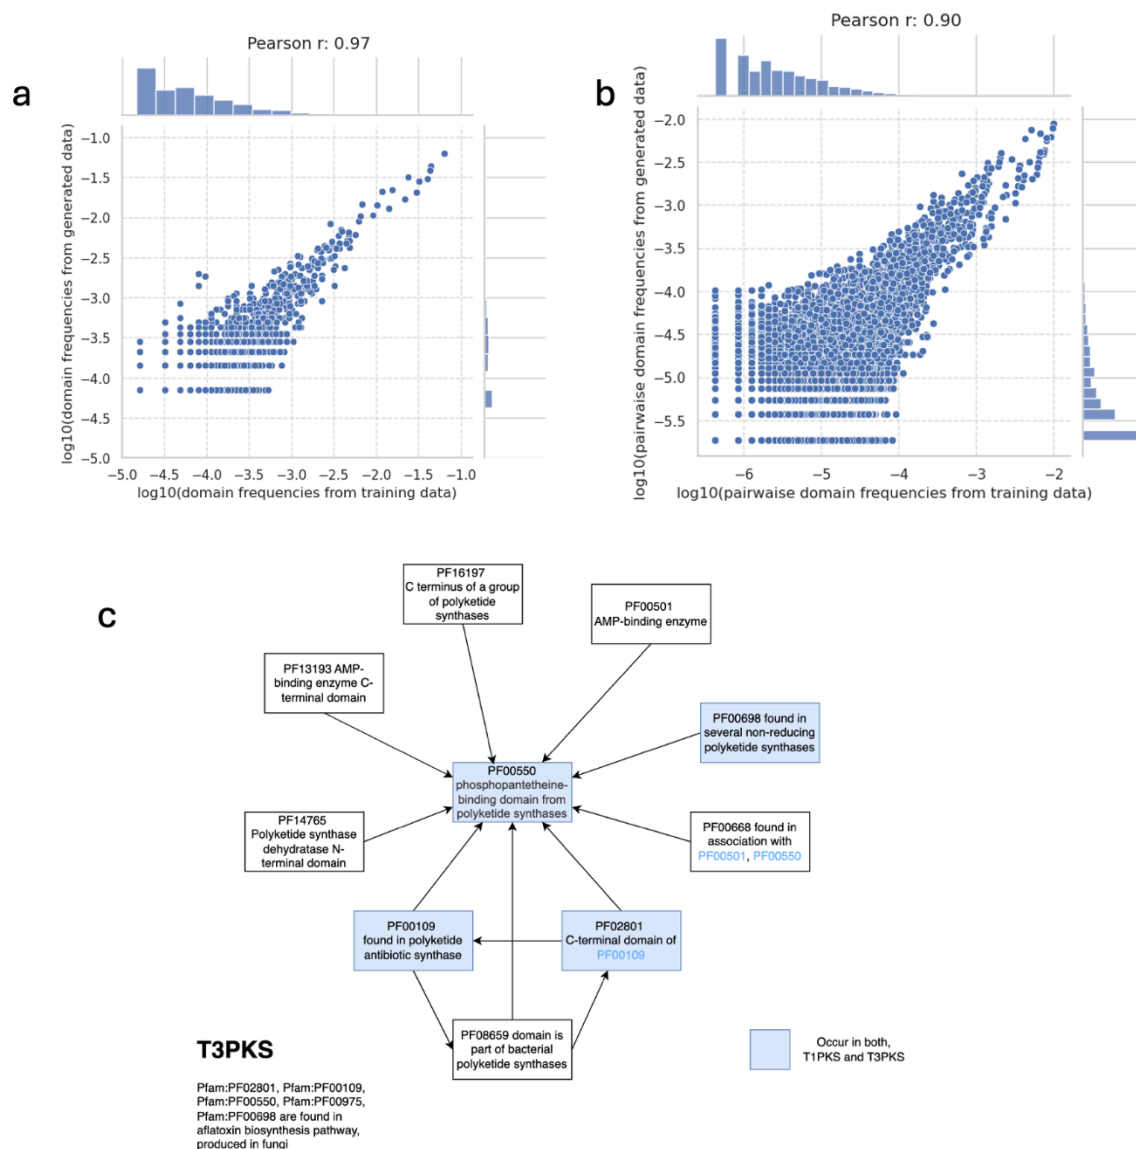 a
Pearson r: 0.97
log10(domain frequencies from generated data)
−1.0
−1.5
−2.0
−2.5
−3.0
−3.5
−4.0
−4.5
−5.0
−5.0 −4.5 −4.0 −3.5 −3.0 −2.5 −2.0 −1.5 −1.0
log10(domain frequencies from training data)
b
Pearson r: 0.90
log10(pairwaise domain frequencies from generated data)
−2.0
−2.5
−3.0
−3.5
−4.0
−4.5
−5.0
−5.5
−6 −5 −4 −3 −2
log10(pairwaise domain frequencies from training data)
c
PF16197
C terminus of a group
of polyketide
synthases
PF00501
AMP-binding enzyme
PF13193 AMP-
binding enzyme C-
terminal domain
PF00698 found in
several non-reducing
polyketide synthases
PF00550
phosphopantetheine-
binding domain from
polyketide synthases
PF14765
Polyketide synthase
dehydratase N-
terminal domain
PF00668 found in
association with
PF00501, PF00550
PF00109
found in polyketide
antibiotic synthase
PF02801
C-terminal domain of
PF00109
PF08659 domain is
part of bacterial
polyketide synthases
T3PKS
Pfam:PF02801, Pfam:PF00109,
Pfam:PF00550, Pfam:PF00975,
Pfam:PF00698 are found in
aflatoxin biosynthesis pathway,
produced in fungi
Occur in both,
T1PKS and T3PKS